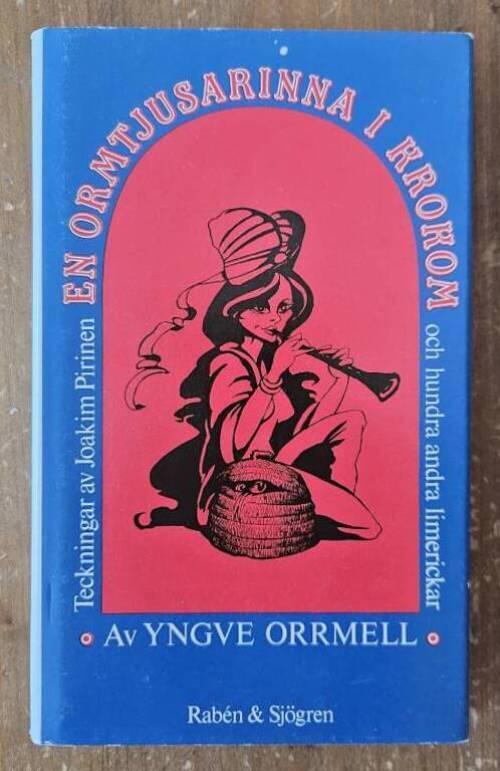 EN ORMTJUSARINNA I KROKOM
och hundra andra limerickar
Teckningar av Joakim Pirinen
Av YNGVE ORRMELL
Rabén & Sjögren